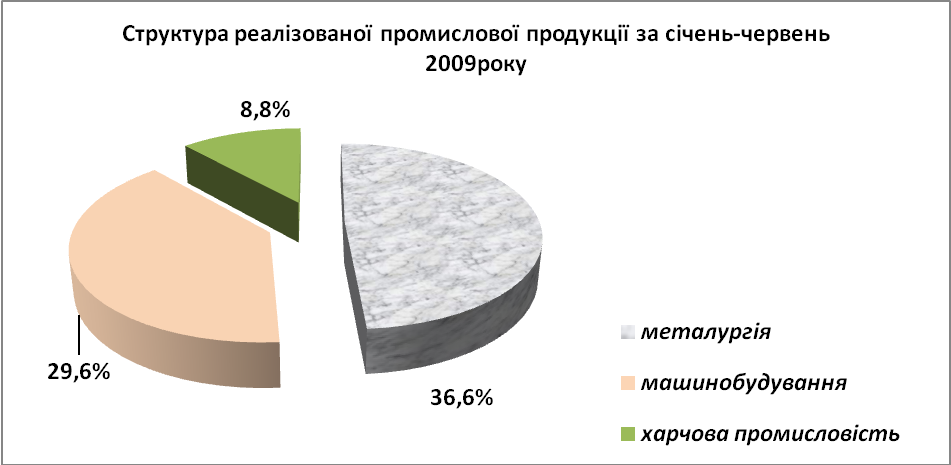 Структура реалізованої промислової продукції за січень-червень
2009року
8,8%
29,6%
36,6%
металургія
машинобудування
харчова промисловість